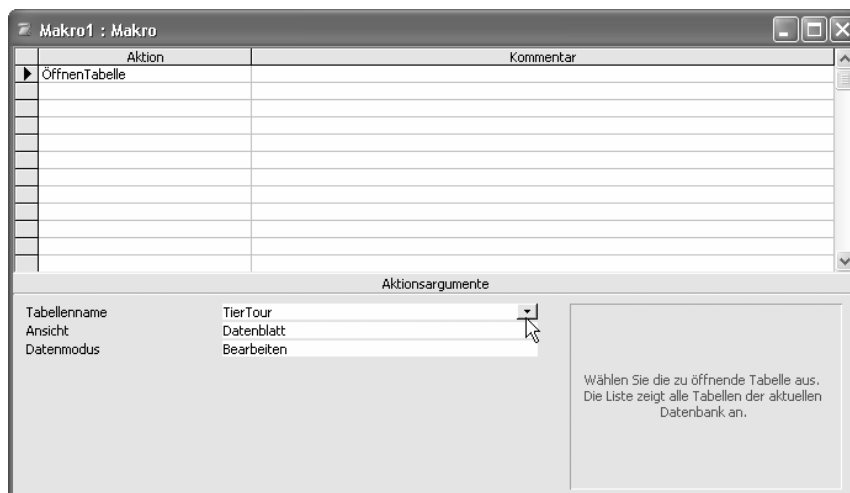 Makro1 : Makro
Aktion Kommentar
ÖffnenTabelle
Aktionsargumente
Tabellenname TierTour
Ansicht Datenblatt
Datenmodus Bearbeiten
Wählen Sie die zu öffnende Tabelle aus.
Die Liste zeigt alle Tabellen der aktuellen
Datenbank an.